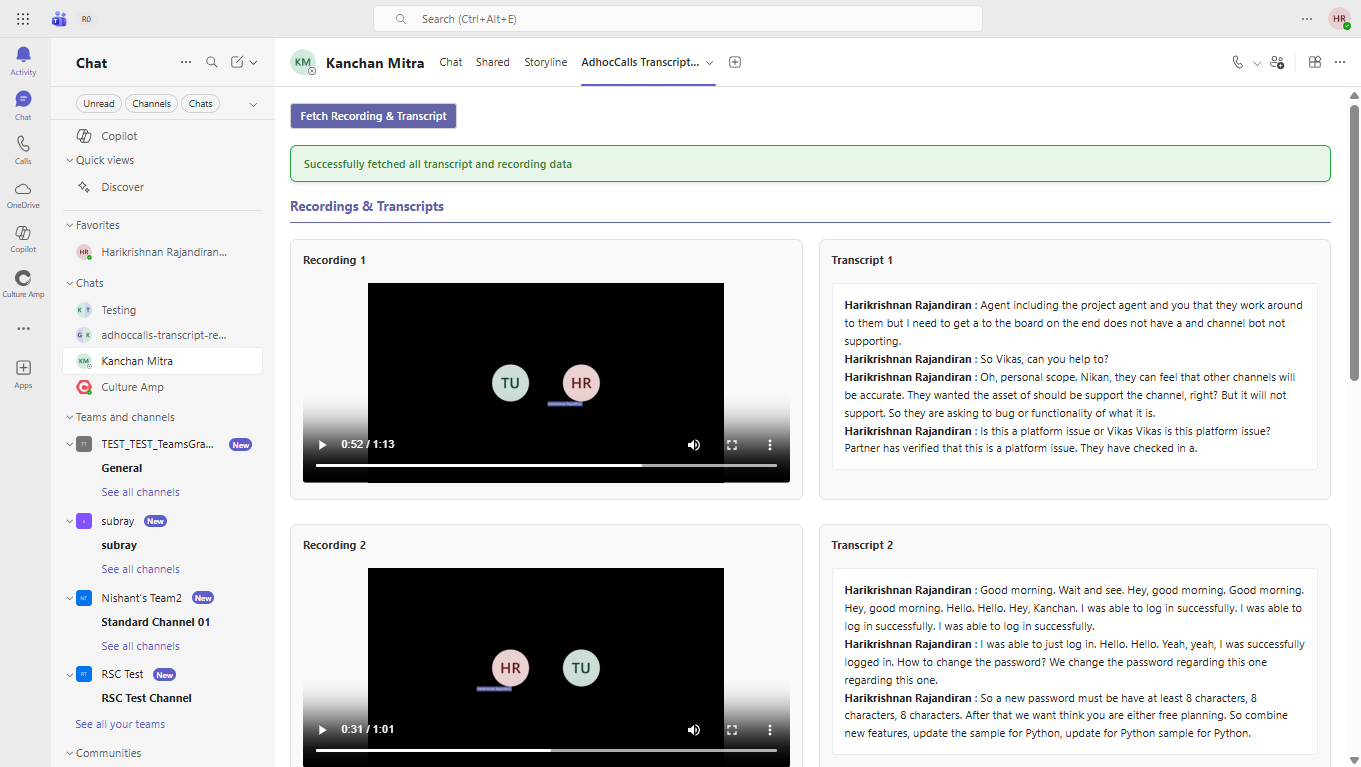 R0
Search (Ctrl+Alt+E)
HR
Activity
Chat
Calls
OneDrive
Copilot
Culture Amp
Apps
Chat
Unread
Channels
Chats
Copilot
Quick views
Discover
Favorites
HR Harikrishnan Rajandiran...
Chats
K T Testing
G K adhoccalls-transcript-re...
KM Kanchan Mitra
Culture Amp
Teams and channels
TT TEST_TEST_TeamsGra... New
General
See all channels
s subray New
subray
See all channels
NT Nishant's Team2 New
Standard Channel 01
See all channels
RT RSC Test New
RSC Test Channel
See all your teams
Communities
KM Kanchan Mitra Chat Shared Storyline AdhocCalls Transcript...
Fetch Recording & Transcript
Successfully fetched all transcript and recording data
Recordings & Transcripts
Recording 1
TU HR
Harikrishnan Rajandiran
0:52 / 1:13
Transcript 1
Harikrishnan Rajandiran : Agent including the project agent and you that they work around
to them but I need to get a to the board on the end does not have a and channel bot not
supporting.
Harikrishnan Rajandiran : So Vikas, can you help to?
Harikrishnan Rajandiran : Oh, personal scope. Nikan, they can feel that other channels will
be accurate. They wanted the asset of should be support the channel, right? But it will not
support. So they are asking to bug or functionality of what it is.
Harikrishnan Rajandiran : Is this a platform issue or Vikas Vikas is this platform issue?
Partner has verified that this is a platform issue. They have checked in a.
Recording 2
HR TU
Harikrishnan Rajandiran
0:31 / 1:01
Transcript 2
Harikrishnan Rajandiran : Good morning. Wait and see. Hey, good morning. Good morning.
Hey, good morning. Hello. Hello. Hey, Kanchan. I was able to log in successfully. I was able to
log in successfully. I was able to log in successfully.
Harikrishnan Rajandiran : I was able to just log in. Hello. Hello. Yeah, yeah, I was successfully
logged in. How to change the password? We change the password regarding this one
regarding this one.
Harikrishnan Rajandiran : So a new password must be have at least 8 characters, 8
characters, 8 characters. After that we want think you are either free planning. So combine
new features, update the sample for Python, update for Python sample for Python.